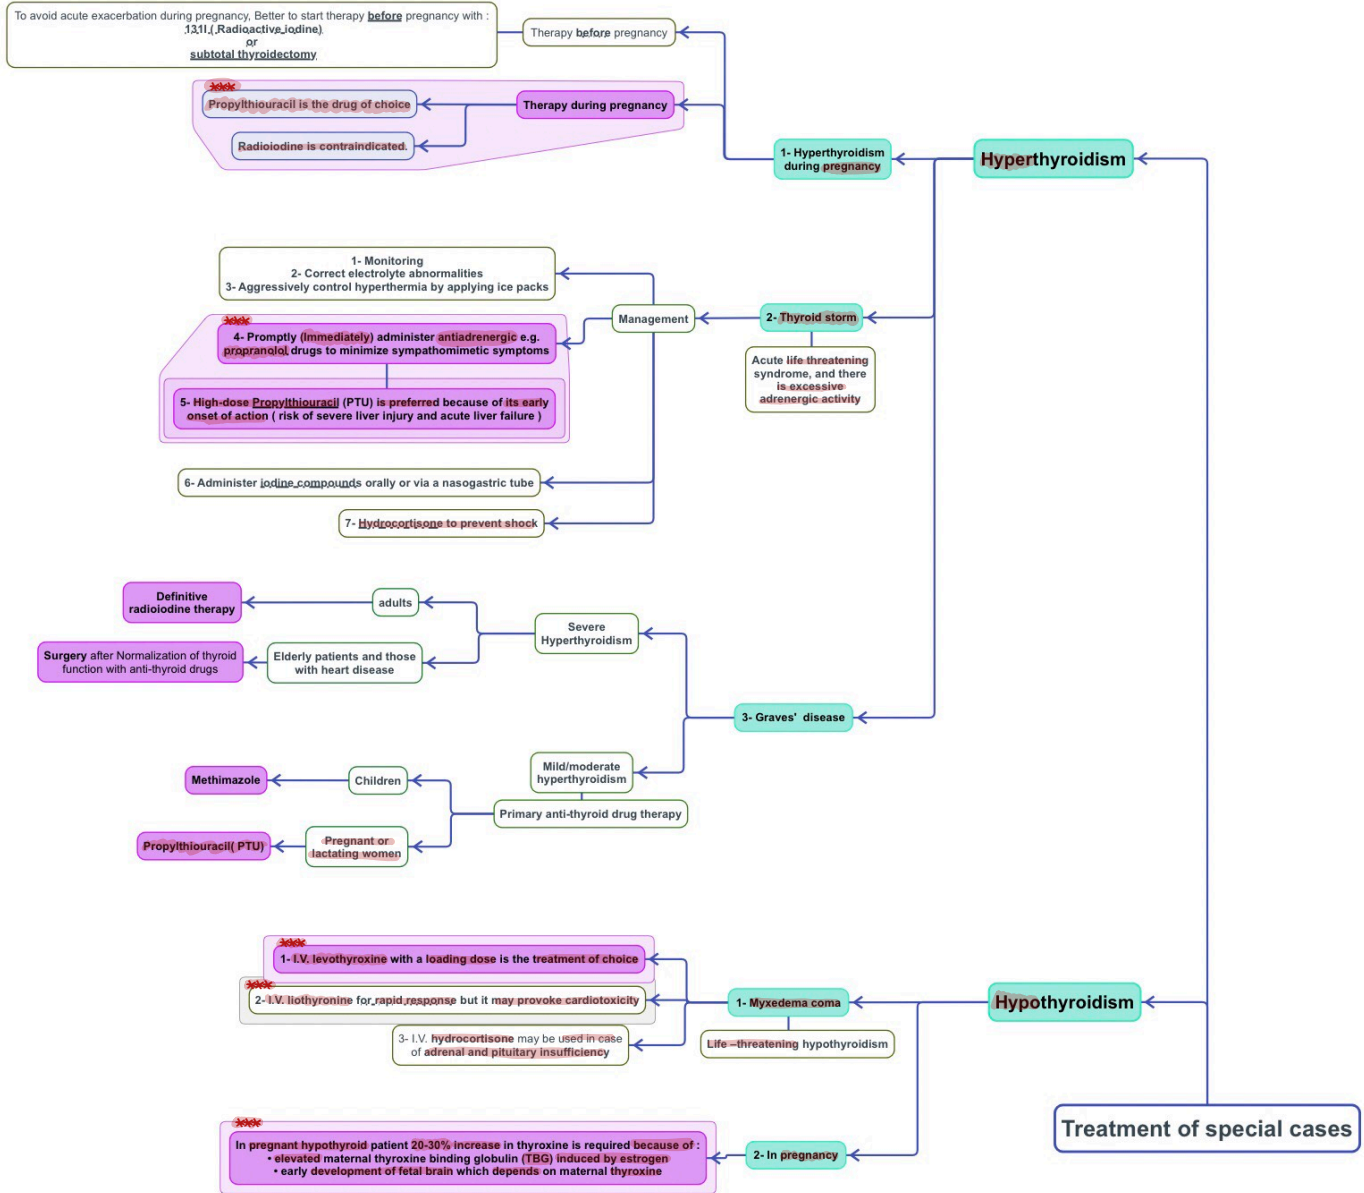 To avoid acute exacerbation during pregnancy, Better to start therapy before pregnancy with :
131I ( Radioactive iodine)
or
subtotal thyroidectomy
Therapy before pregnancy
***
Propylthiouracil is the drug of choice
Therapy during pregnancy
Radioiodine is contraindicated.
1- Hyperthyroidism
during pregnancy
Hyperthyroidism
1- Monitoring
2- Correct electrolyte abnormalities
3- Aggressively control hyperthermia by applying ice packs
Management
2- Thyroid storm
***
4- Promptly (Immediately) administer antiadrenergic e.g.
propranolol drugs to minimize sympathomimetic symptoms
Acute life threatening
syndrome, and there
is excessive
adrenergic activity
5- High-dose Propylthiouracil (PTU) is preferred because of its early
onset of action ( risk of severe liver injury and acute liver failure )
6- Administer iodine compounds orally or via a nasogastric tube
7- Hydrocortisone to prevent shock
Definitive
radioiodine therapy
adults
Severe
Hyperthyroidism
Surgery after Normalization of thyroid
function with anti-thyroid drugs
Elderly patients and those
with heart disease
3- Graves' disease
Mild/moderate
hyperthyroidism
Methimazole
Children
Primary anti-thyroid drug therapy
Propylthiouracil( PTU)
Pregnant or
lactating women
***
1- I.V. levothyroxine with a loading dose is the treatment of choice
***
2- I.V. liothyronine for rapid response but it may provoke cardiotoxicity
1- Myxedema coma
Hypothyroidism
3- I.V. hydrocortisone may be used in case
of adrenal and pituitary insufficiency
Life –threatening hypothyroidism
***
In pregnant hypothyroid patient 20-30% increase in thyroxine is required because of :
• elevated maternal thyroxine binding globulin (TBG) induced by estrogen
• early development of fetal brain which depends on maternal thyroxine
2- In pregnancy
Treatment of special cases